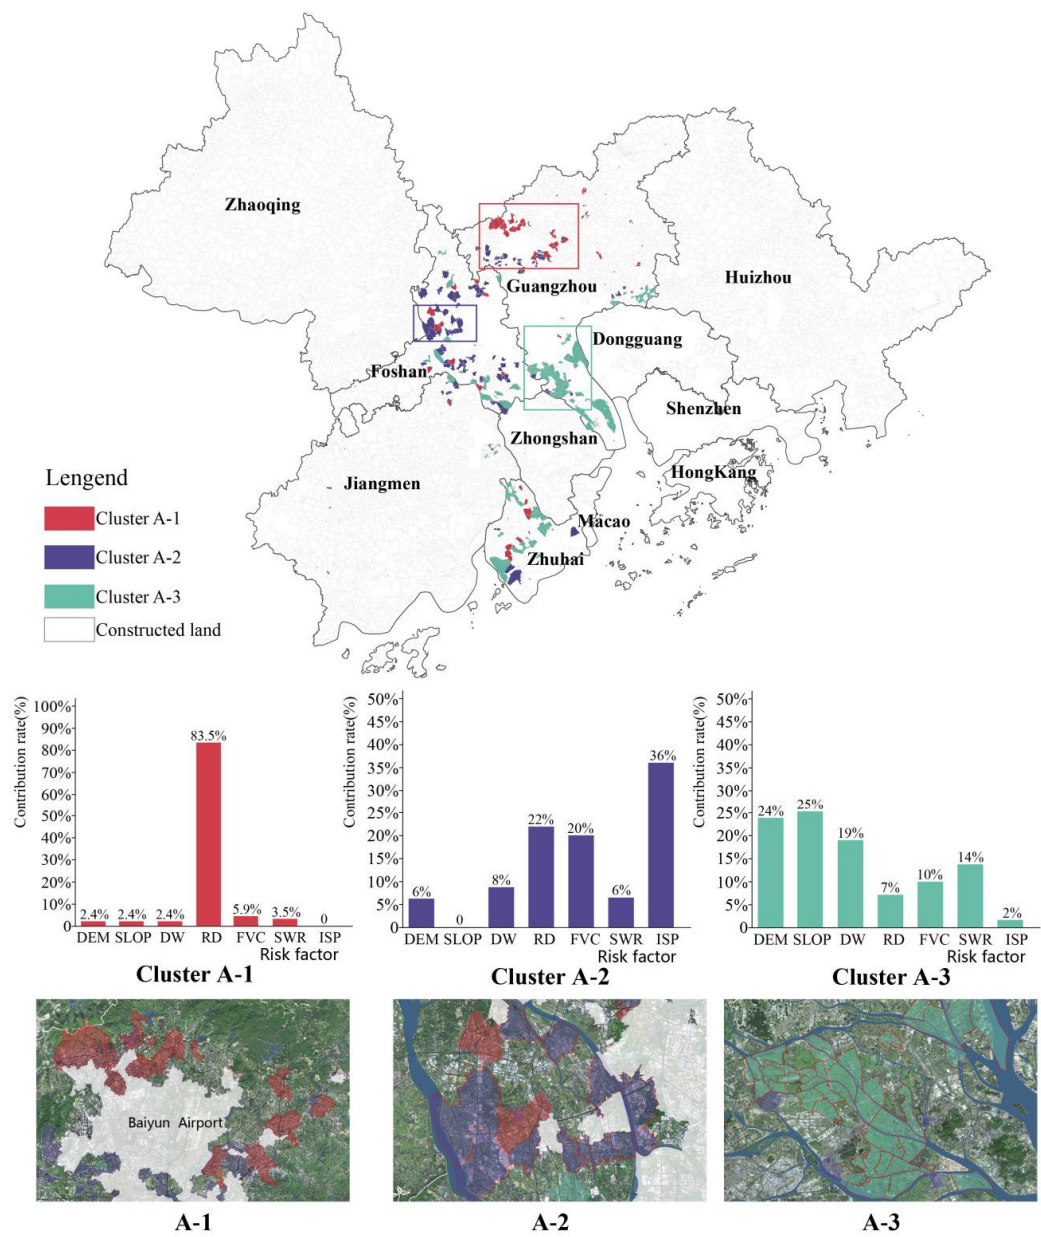 Zhaoqing
Huizhou
Guangzhou
Dongguang
Foshan
Shenzhen
Zhongshan
HongKang
Jiangmen
Macao
Zhuhai
Lengend
Cluster A-1
Cluster A-2
Cluster A-3
Constructed land
Contribution rate(%)
100%
90%
80%
70%
60%
50%
40%
30%
20%
10%
0
2.4%
2.4%
2.4%
83.5%
5.9%
3.5%
0
DEM SLOP DW RD FVC SWR ISP
Risk factor
Cluster A-1
Contribution rate(%)
50%
45%
40%
35%
30%
25%
20%
15%
10%
5%
0
6%
0
8%
22%
20%
6%
36%
DEM SLOP DW RD FVC SWR ISP
Risk factor
Cluster A-2
Contribution rate(%)
50%
45%
40%
35%
30%
25%
20%
15%
10%
5%
0
24%
25%
19%
7%
10%
14%
2%
DEM SLOP DW RD FVC SWR ISP
Risk factor
Cluster A-3
Baiyun Airport
A-1
A-2
A-3